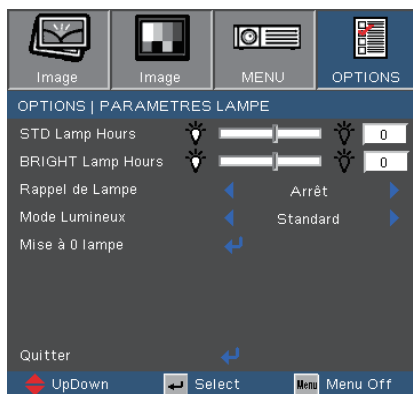 Image Image MENU OPTIONS
OPTIONS | PARAMETRES LAMPE
STD Lamp Hours 0
BRIGHT Lamp Hours 0
Rappel de Lampe Arrêt
Mode Lumineux Standard
Mise à 0 lampe
Quitter
UpDown Select Menu Menu Off